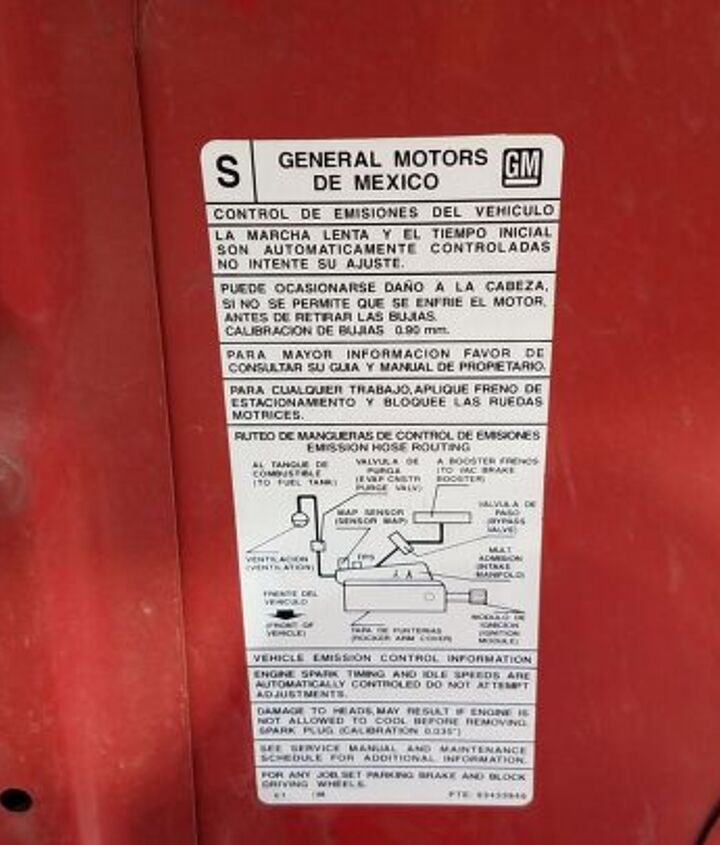 S
GENERAL MOTORS
DE MEXICO
GM
CONTROL DE EMISIONES DEL VEHICULO
LA MARCHA LENTA Y EL TIEMPO INICIAL
SON AUTOMATICAMENTE CONTROLADAS
NO INTENTE SU AJUSTE.
PUEDE OCASIONARSE DAÑO A LA CABEZA,
SI NO SE PERMITE QUE SE ENFRIE EL MOTOR,
ANTES DE RETIRAR LAS BUJIAS.
CALIBRACION DE BUJIAS 0.90 mm.
PARA MAYOR INFORMACION FAVOR DE
CONSULTAR SU GUIA Y MANUAL DE PROPIETARIO.
PARA CUALQUIER TRABAJO, APLIQUE FRENO DE
ESTACIONAMIENTO Y BLOQUEE LAS RUEDAS
MOTRICES.
RUTEO DE MANGUERAS DE CONTROL DE EMISIONES
EMISSION HOSE ROUTING
AL TANQUE DE
COMBUSTIBLE
(TO FUEL TANK)
VALVULA DE
PURGA
(EVAP CNSTR
PURGE VALV)
A BOOSTER FRENOS
(TO VAC BRAKE
BOOSTER)
MAP SENSOR
(SENSOR MAP)
VALVULA DE
PASO
(BYPASS
VALVE)
TPS
VENTILACION
(VENTILATION)
MULT.
ADMISION
(INTAKE
MANIFOLD)
FRENTE DEL
VEHICULO
(FRONT OF
VEHICLE)
TAPA DE PUNTERIAS
(ROCKER ARM COVER)
MODULO DE
IGNICION
(IGNITION
MODULE)
VEHICLE EMISSION CONTROL INFORMATION
ENGINE SPARK TIMING AND IDLE SPEEDS ARE
AUTOMATICALLY CONTROLED DO NOT ATTEMPT
ADJUSTMENTS.
DAMAGE TO HEADS, MAY RESULT IF ENGINE IS
NOT ALLOWED TO COOL BEFORE REMOVING.
SPARK PLUG. (CALIBRATION 0.035")
SEE SERVICE MANUAL AND MAINTENANCE
SCHEDULE FOR ADDITIONAL INFORMATION.
FOR ANY JOB, SET PARKING BRAKE AND BLOCK
DRIVING WHEELS.